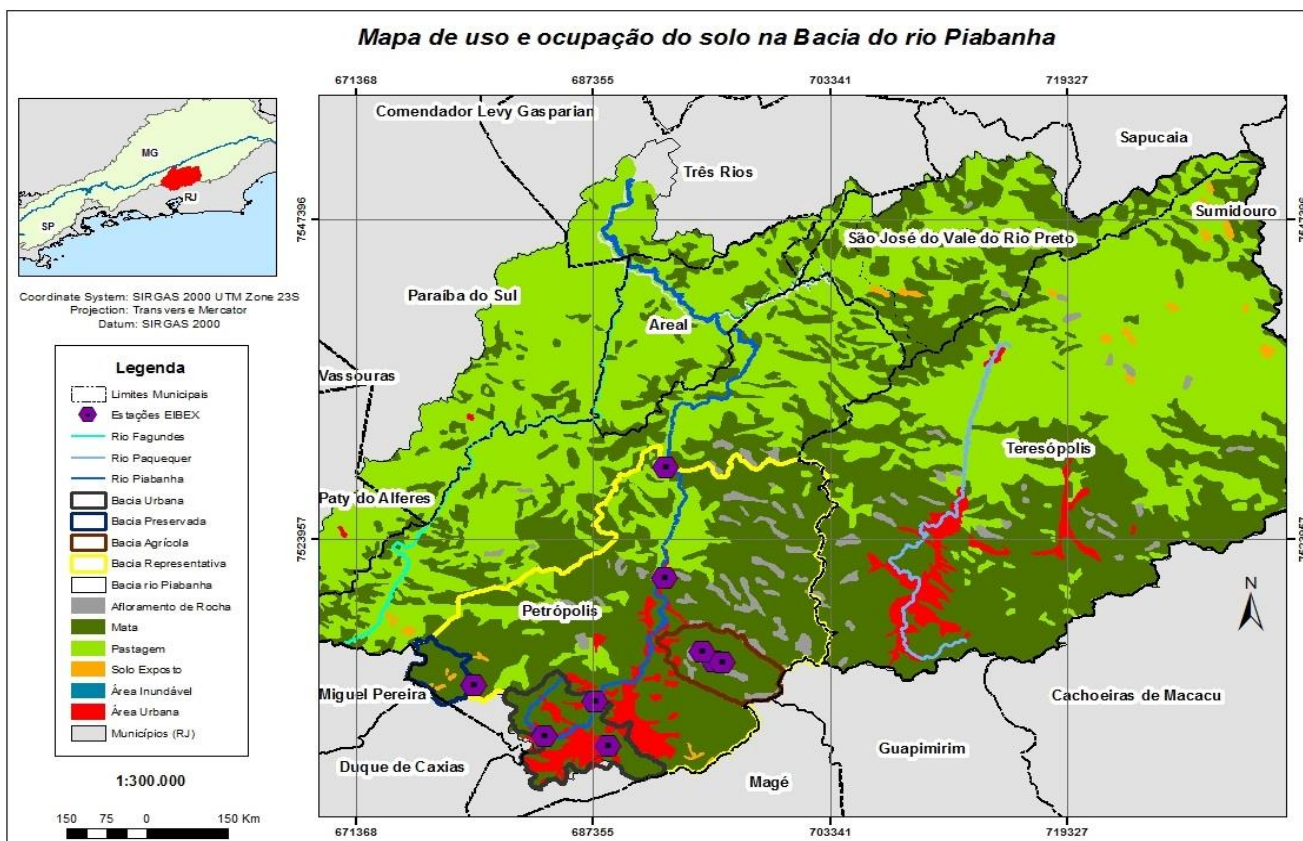 Mapa de uso e ocupação do solo na Bacia do rio Piabanha
671368
687355
703341
719327
MG
RJ
SP
Coordinate System: SIRGAS 2000 UTM Zone 23S
Projection: Transverse Mercator
Datum: SIRGAS 2000
Legenda
Limites Municipais
Estações EIBEX
Rio Fagundes
Rio Paquequer
Rio Piabanha
Bacia Urbana
Bacia Preservada
Bacia Agrícola
Bacia Representativa
Bacia rio Piabanha
Afloramento de Rocha
Mata
Pastagem
Solo Exposto
Área Inundável
Área Urbana
Municípios (RJ)
1:300.000
150 75 0 150 Km
Comendador Levy Gasparian
Sapucaia
Três Rios
Sumidouro
7547396
7547396
São José do Vale do Rio Preto
Paraíba do Sul
Areal
Vassouras
Teresópolis
Paty do Alferes
7523957
7523957
Petrópolis
N
Miguel Pereira
Cachoeiras de Macacu
Guapimirim
Duque de Caxias
Magé
671368
687355
703341
719327